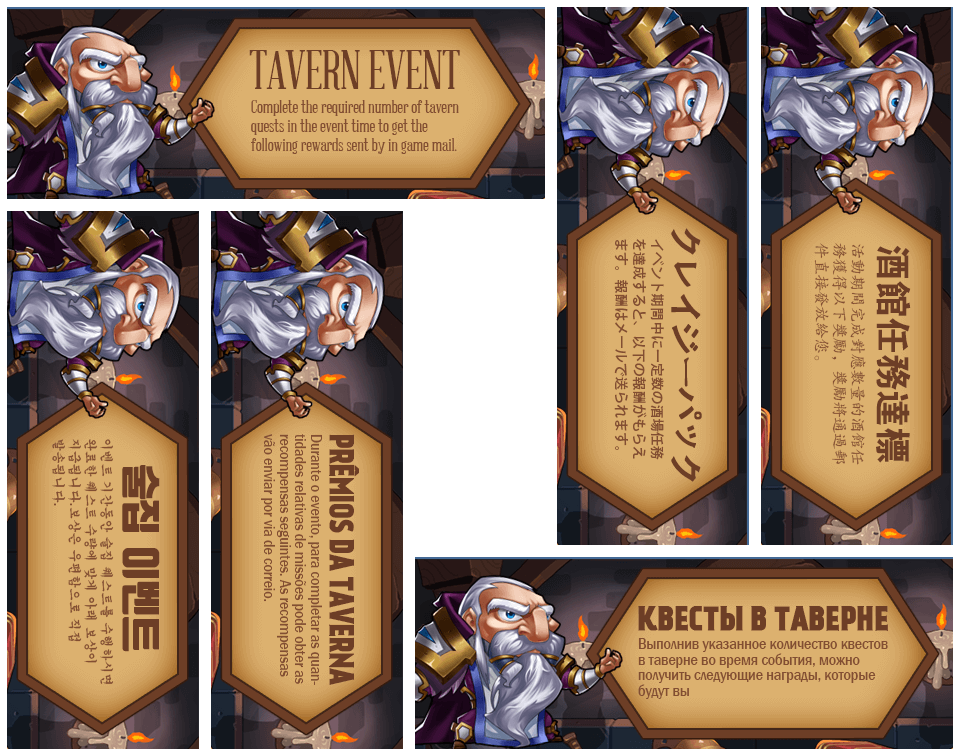 TAVERN EVENT
Complete the required number of tavern
quests in the event time to get the
following rewards sent by in game mail.
クレイジーパック
イベント期間中に一定数の酒場任務
を達成すると、以下の報酬がもらえ
ます。報酬はメールで送られます。
酒館任務達標
活動期間完成對應數量的酒館任
務獲得以下獎勵，獎勵將通過郵
件直接發放給您。
술집 이벤트
이벤트 기간동안 술집 퀘스트를 수행하시면
완료한 퀘스트 수량에 맞게 아래 보상이
지급됩니다. 보상은 우편함으로 직접
발송됩니다.
PRÊMIOS DA TAVERNA
Durante o evento, para completar as quan-
tidades relativas de missões pode obter as
recompensas seguintes. As recompensas
vão enviar por via de correio.
КВЕСТЫ В ТАВЕРНЕ
Выполнив указанное количество квестов
в таверне во время события, можно
получить следующие награды, которые
будут вы